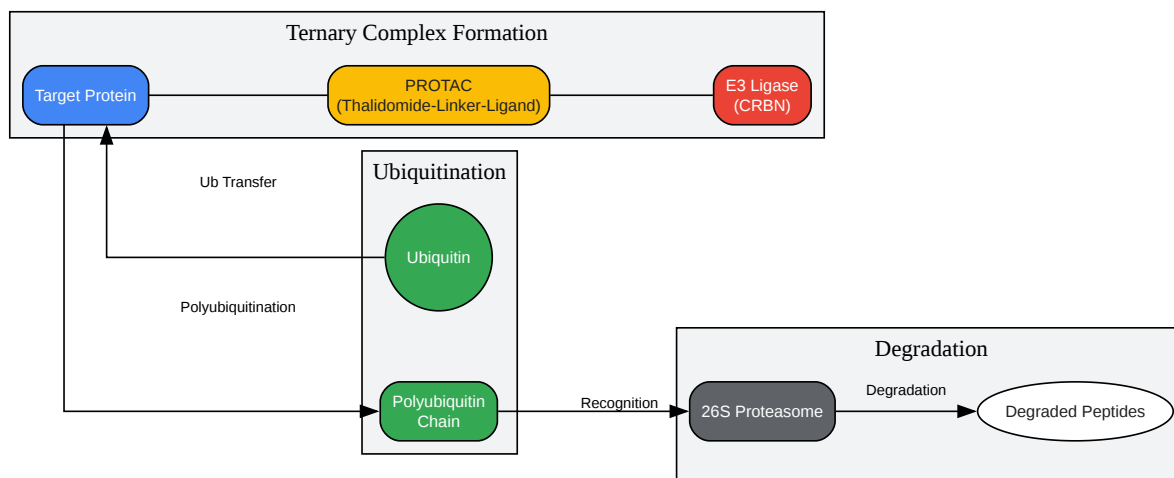 Ternary Complex Formation
Target Protein
PROTAC
(Thalidomide-Linker-Ligand)
E3 Ligase
(CRBN)
Ubiquitination
Ub Transfer
Ubiquitin
Polyubiquitination
Polyubiquitin
Chain
Recognition
Degradation
26S Proteasome
Degradation
Degraded Peptides